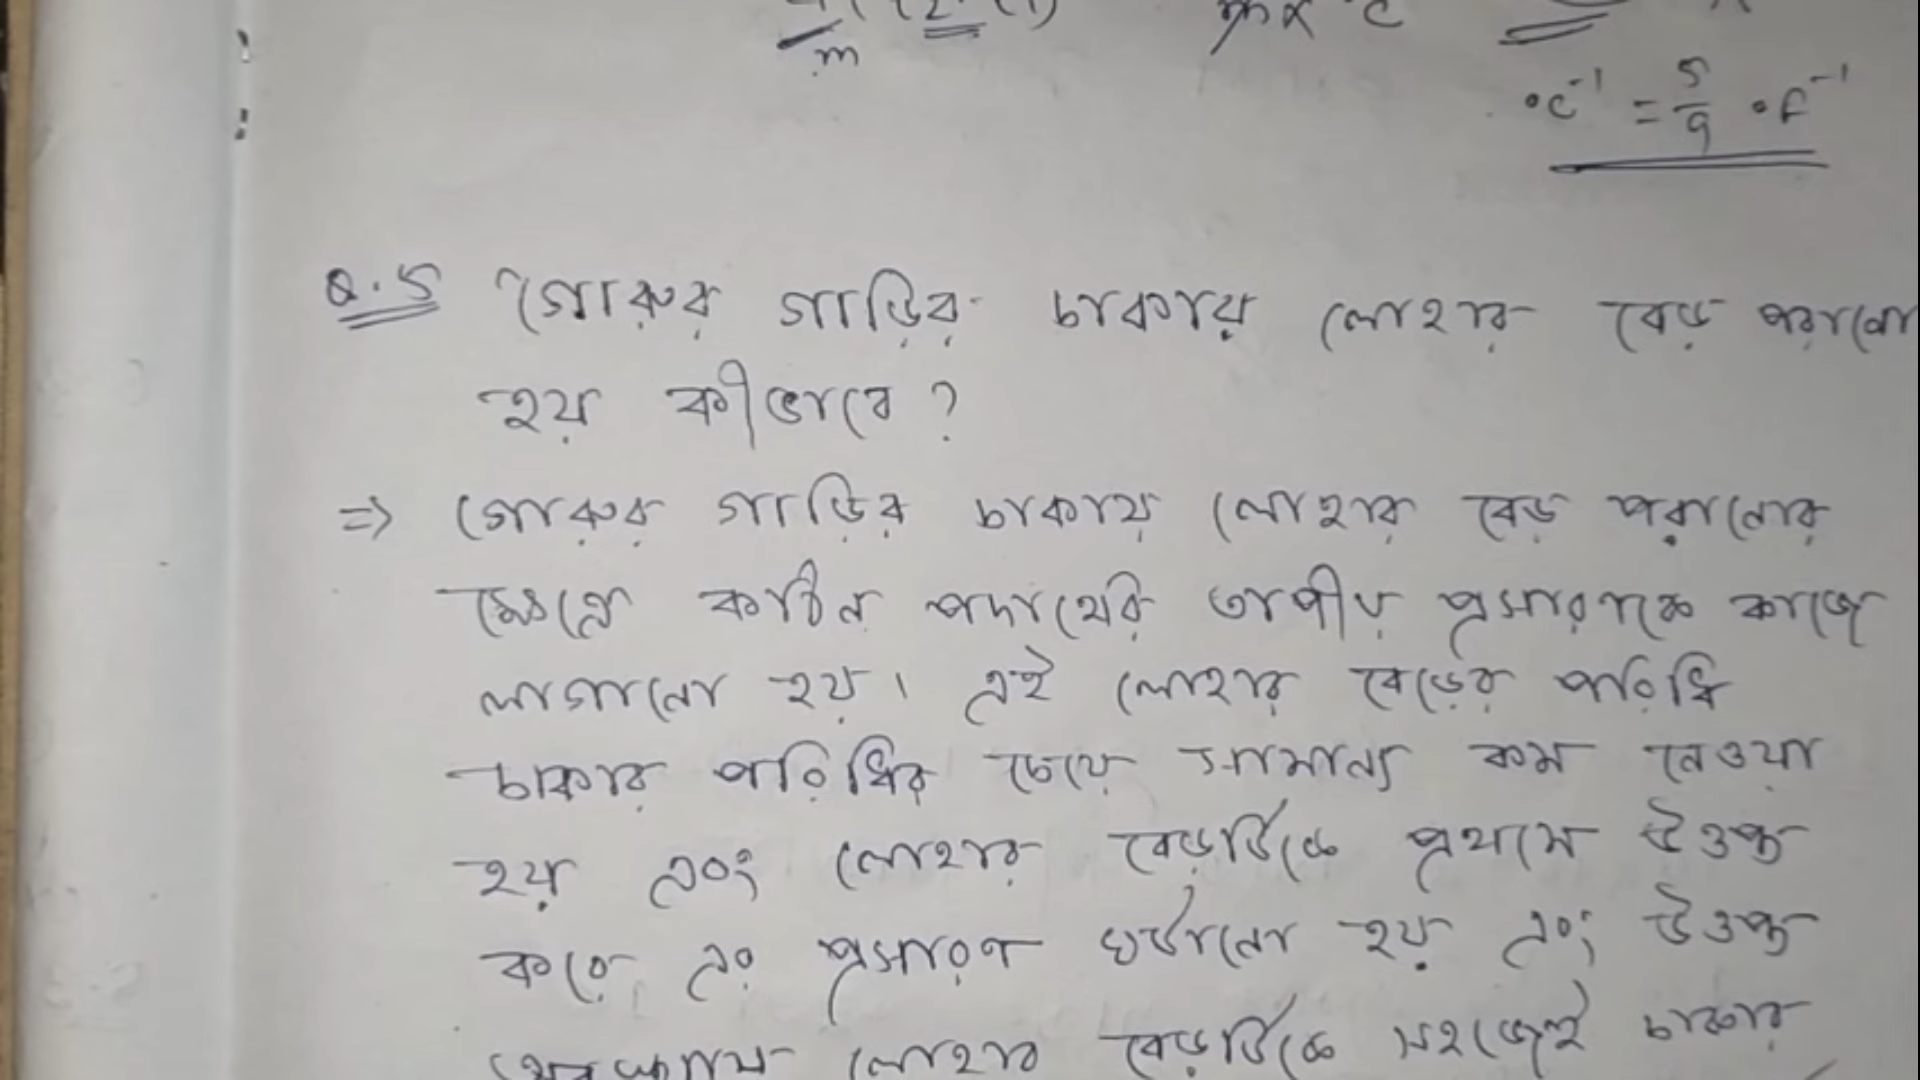 m
°C⁻¹ = 5/9 °F⁻¹
Q.5 গোরুর গাড়ির চাকায় লোহার বেড় পরানো
হয় কীভাবে ?
⇒ গোরুর গাড়ির চাকায় লোহার বেড় পরানোর
ক্ষেত্রে কঠিন পদার্থের তাপীয় প্রসারণকে কাজে
লাগানো হয়। এই লোহার বেড়ের পরিধি
চাকার পরিধির চেয়ে সামান্য কম নেওয়া
হয় এবং লোহার বেড়টিকে প্রথমে উত্তপ্ত
করে এর প্রসারণ ঘটানো হয় এবং উত্তপ্ত
লোহার বেড়টিকে সহজেই চাকার